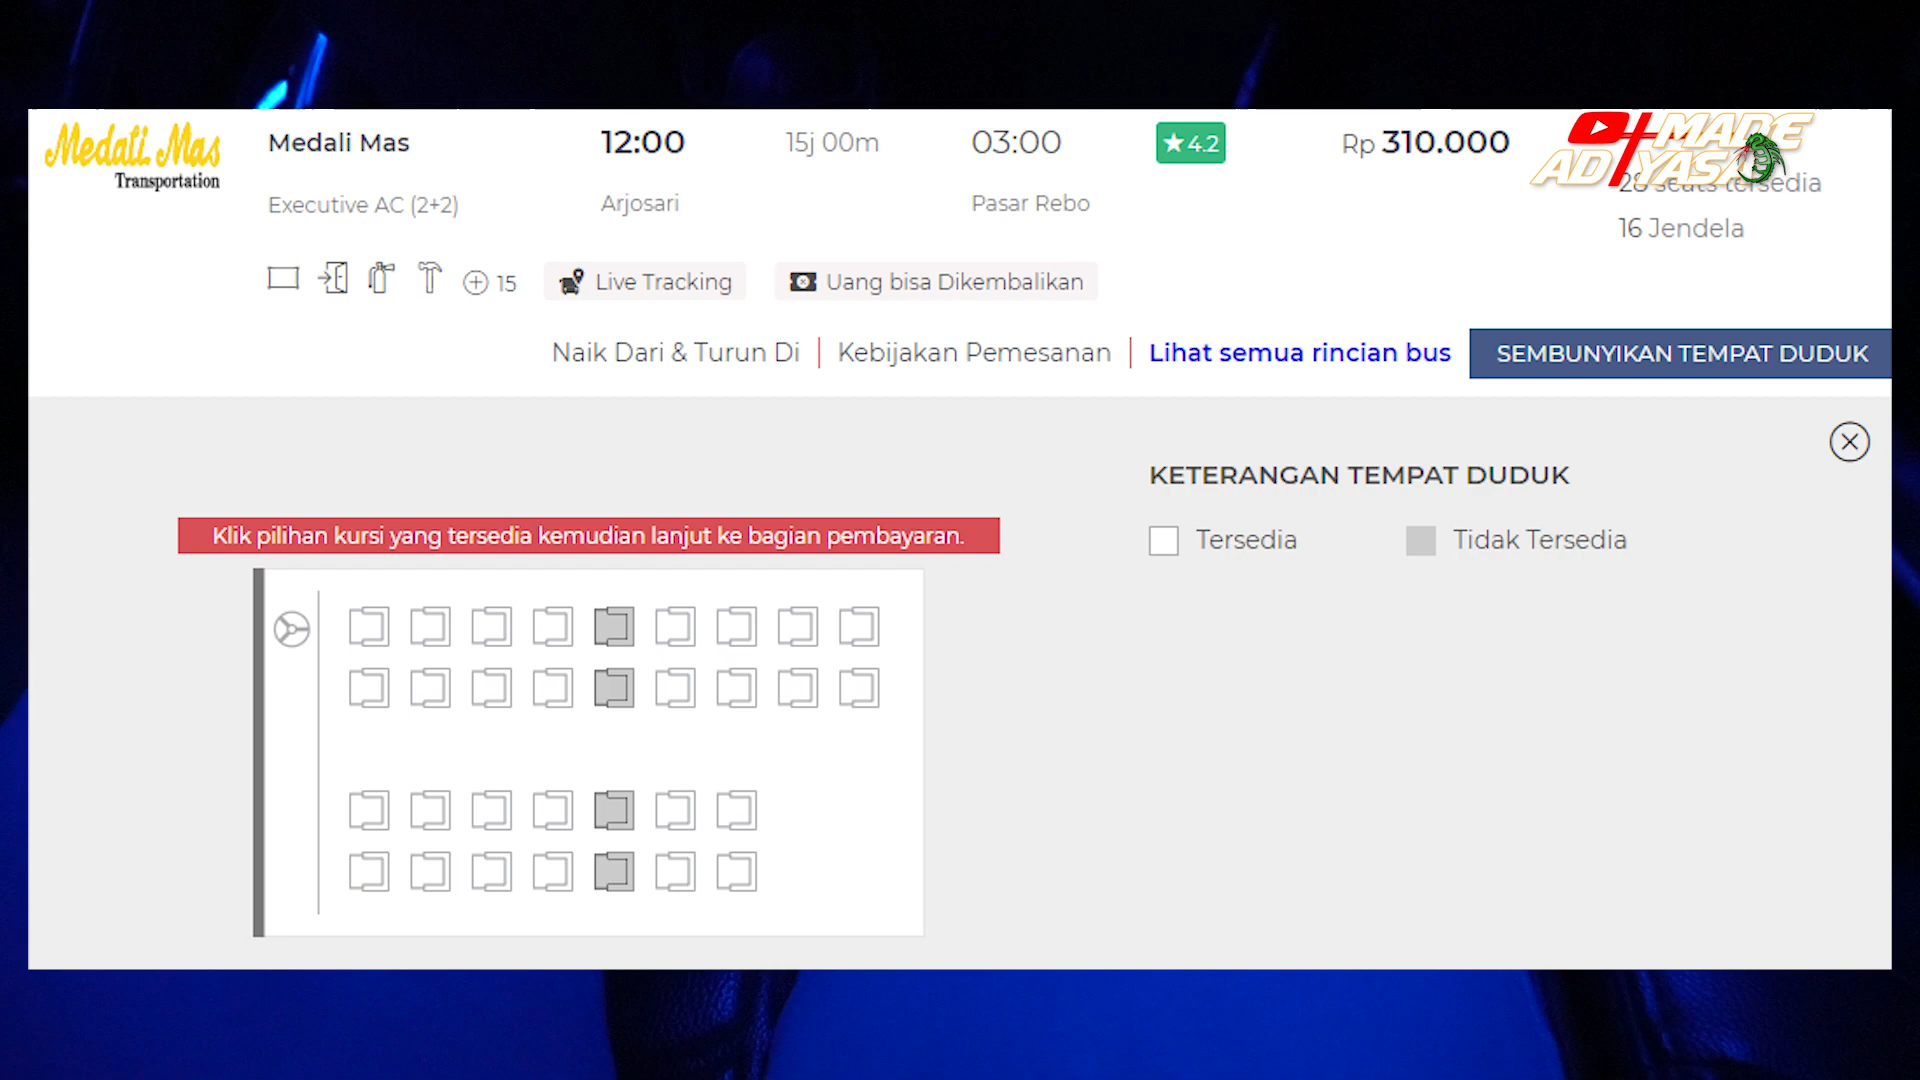 Medali Mas
Transportation
Medali Mas
12:00
15j 00m
03:00
★4.2
Rp 310.000
MADE
ADIYASA
28 seats tersedia
Executive AC (2+2)
Arjosari
Pasar Rebo
16 Jendela
15
Live Tracking
Uang bisa Dikembalikan
Naik Dari & Turun Di
Kebijakan Pemesanan
Lihat semua rincian bus
SEMBUNYIKAN TEMPAT DUDUK
KETERANGAN TEMPAT DUDUK
Klik pilihan kursi yang tersedia kemudian lanjut ke bagian pembayaran.
Tersedia
Tidak Tersedia